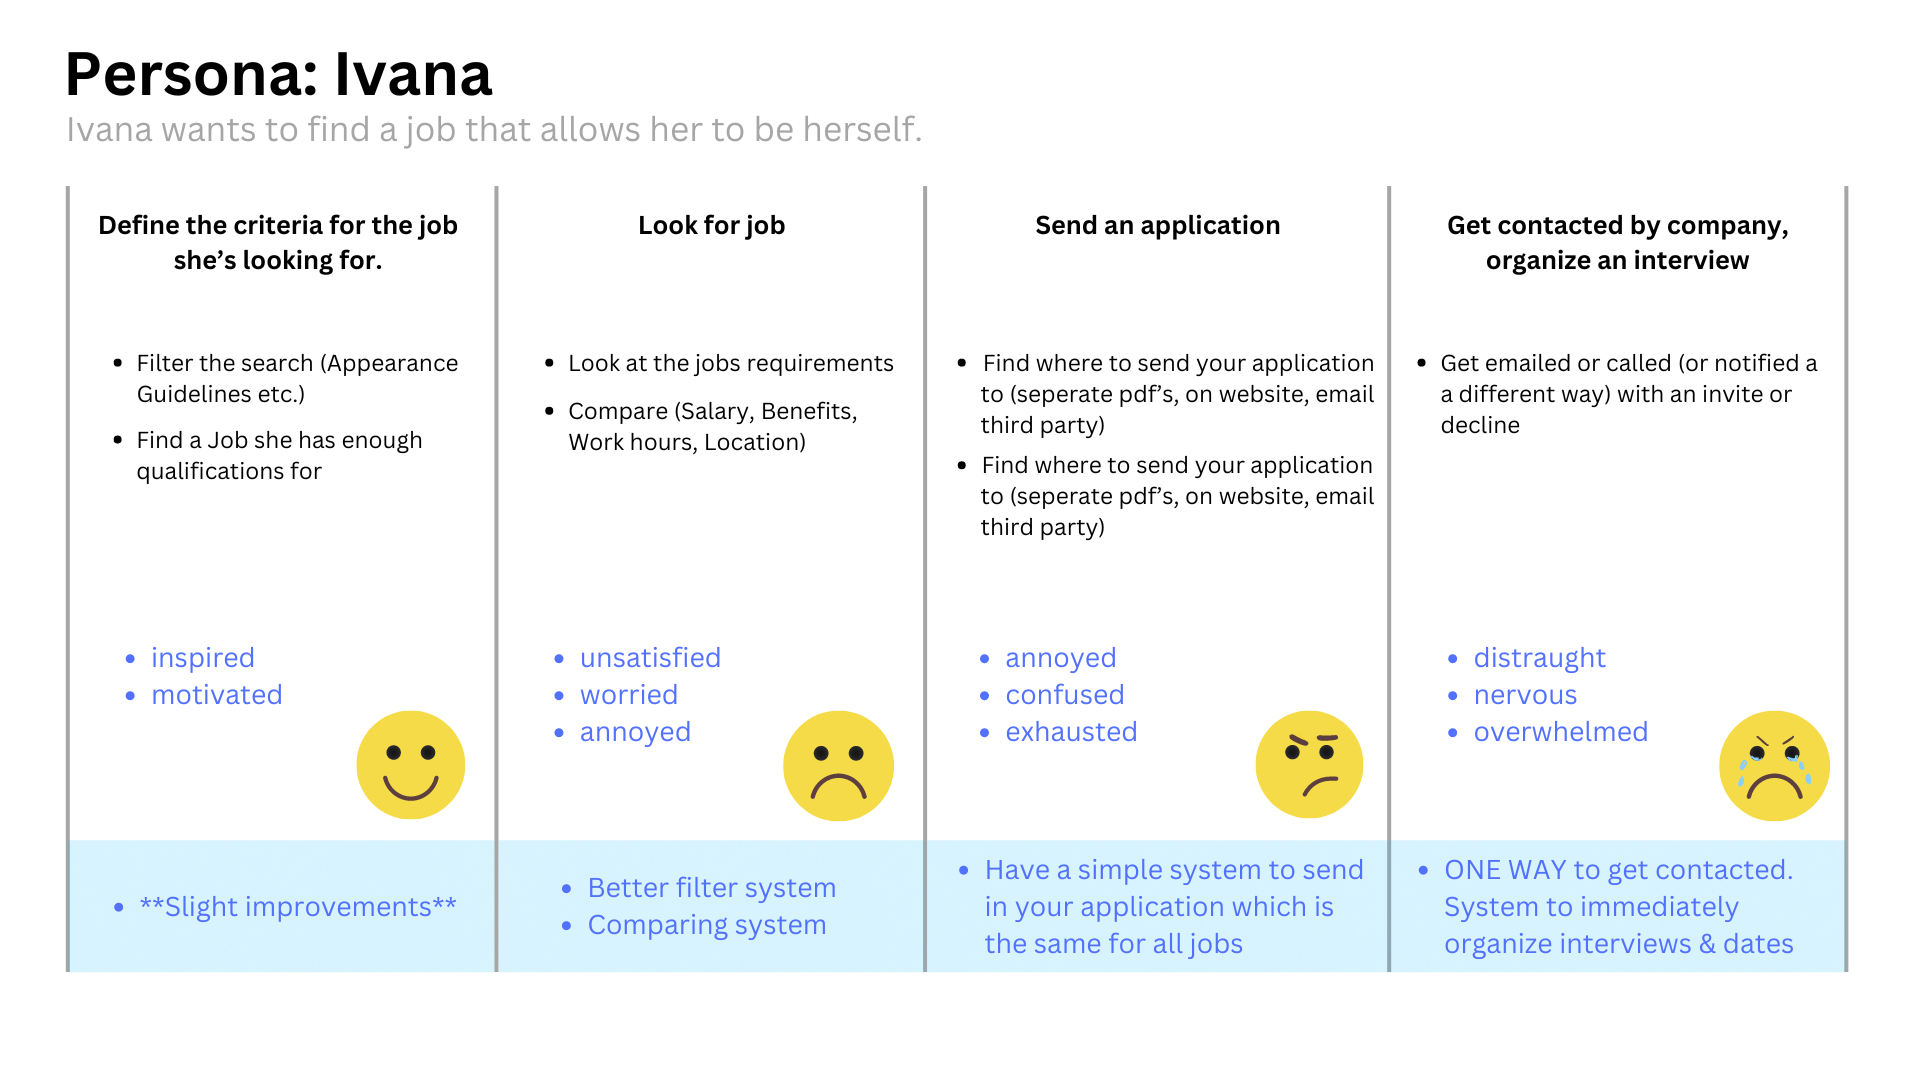 Persona: Ivana
Ivana wants to find a job that allows her to be herself.
Define the criteria for the job
she’s looking for.
• Filter the search (Appearance
Guidelines etc.)
• Find a Job she has enough
qualifications for
• inspired
• motivated
• **Slight improvements**
Look for job
• Look at the jobs requirements
• Compare (Salary, Benefits,
Work hours, Location)
• unsatisfied
• worried
• annoyed
• Better filter system
• Comparing system
Send an application
• Find where to send your application
to (seperate pdf’s, on website, email
third party)
• Find where to send your application
to (seperate pdf’s, on website, email
third party)
• annoyed
• confused
• exhausted
• Have a simple system to send
in your application which is
the same for all jobs
Get contacted by company,
organize an interview
• Get emailed or called (or notified a
a different way) with an invite or
decline
• distraught
• nervous
• overwhelmed
• ONE WAY to get contacted.
System to immediately
organize interviews & dates